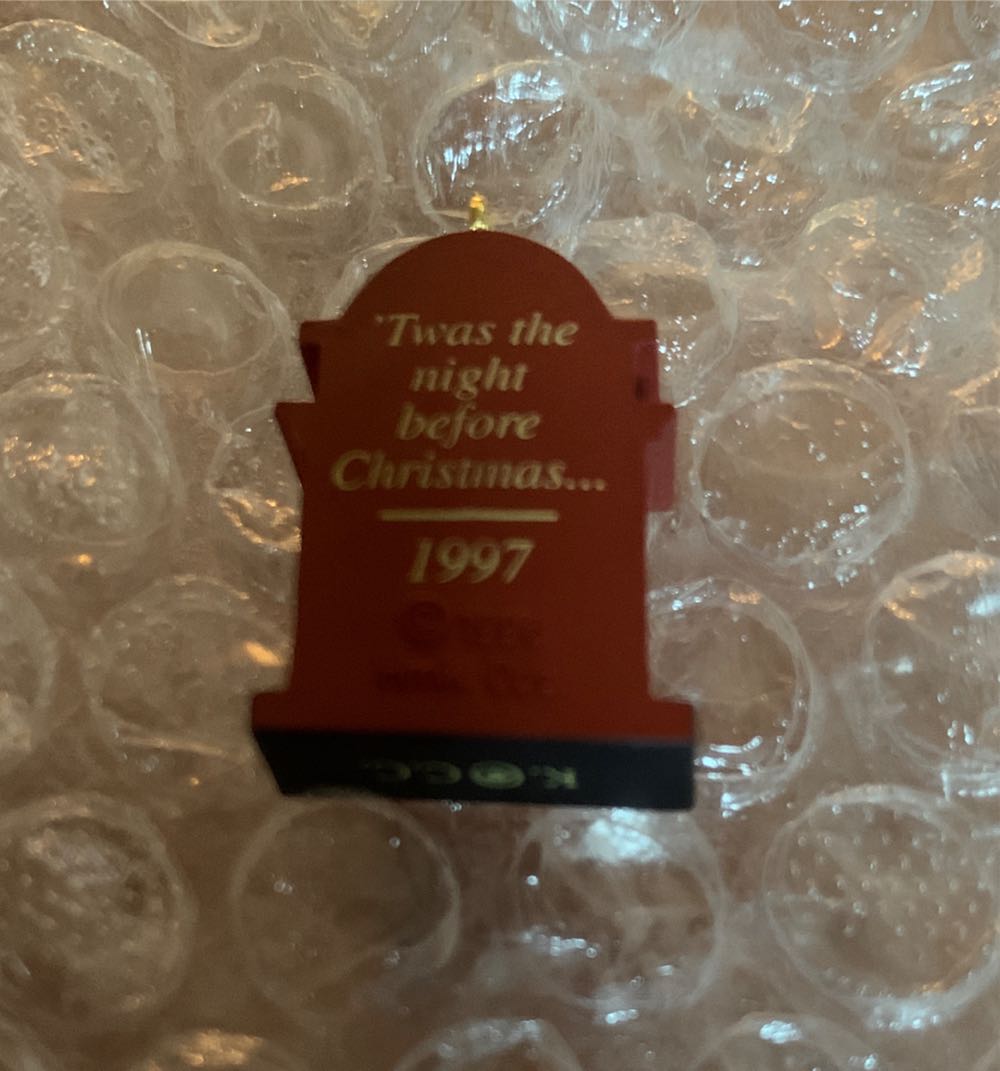 'Twas the
night
before
Christmas...
1997
©
K. C.C.